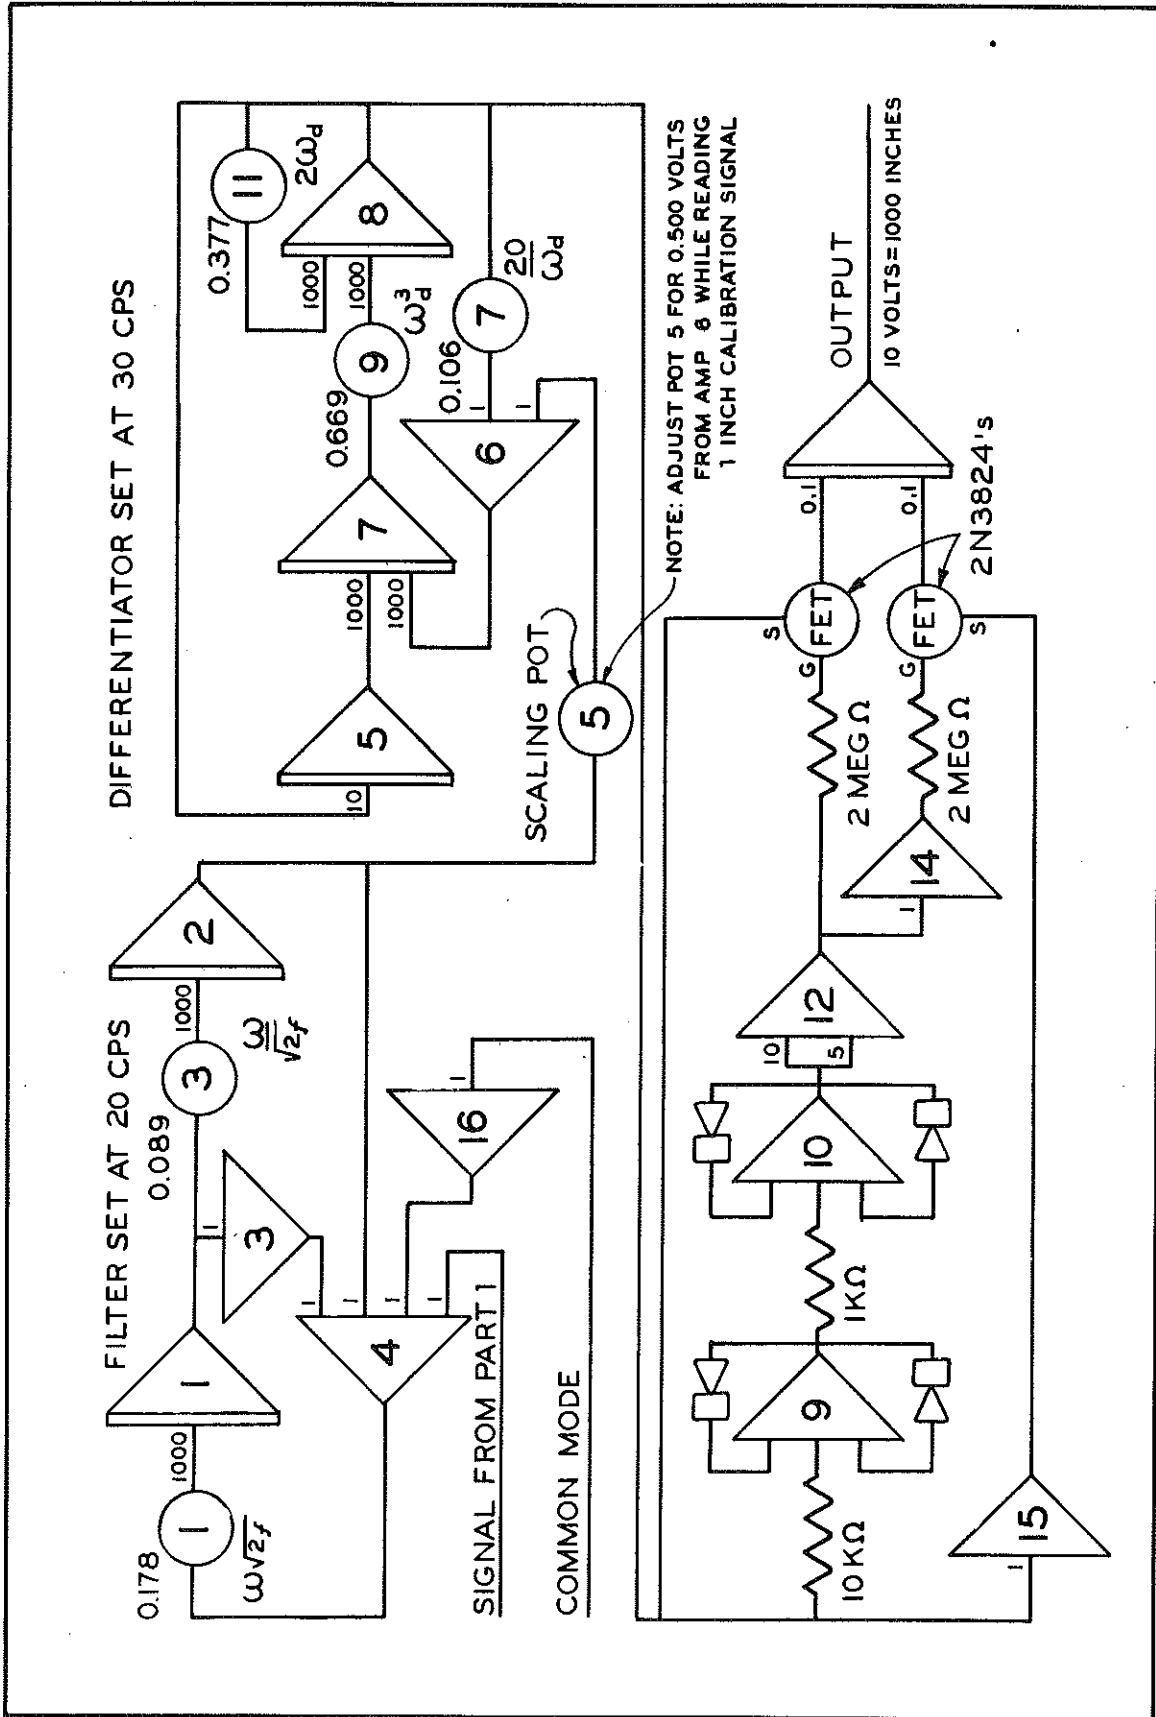 FILTER SET AT 20 CPS
0.178
1
ω√2f
1000
1
1
3
0.089
3
ω/√2f
1000
2
1
1
1
1
4
16
1
SIGNAL FROM PART 1
COMMON MODE
DIFFERENTIATOR SET AT 30 CPS
10
5
1000
1000
7
0.669
9
ω³d
1000
1000
8
0.377
11
2ωd
0.106
7
20/ωd
1
1
6
SCALING POT
5
NOTE: ADJUST POT 5 FOR 0.500 VOLTS
FROM AMP 6 WHILE READING
1 INCH CALIBRATION SIGNAL
10KΩ
9
1KΩ
10
10
5
12
1
14
2 MEG Ω
2 MEG Ω
G
FET
S
G
FET
S
2N3824's
0.1
0.1
OUTPUT
10 VOLTS=1000 INCHES
1
15